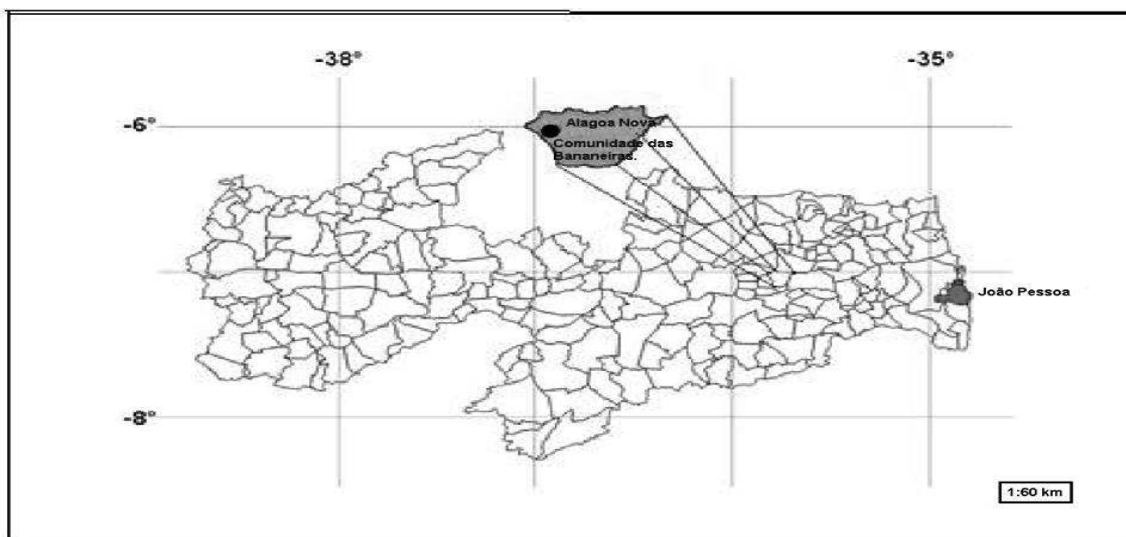 -38°
-35°
-6°
Alagoa Nova
Comunidade das
Bananeiras.
João Pessoa
-8°
1:60 km